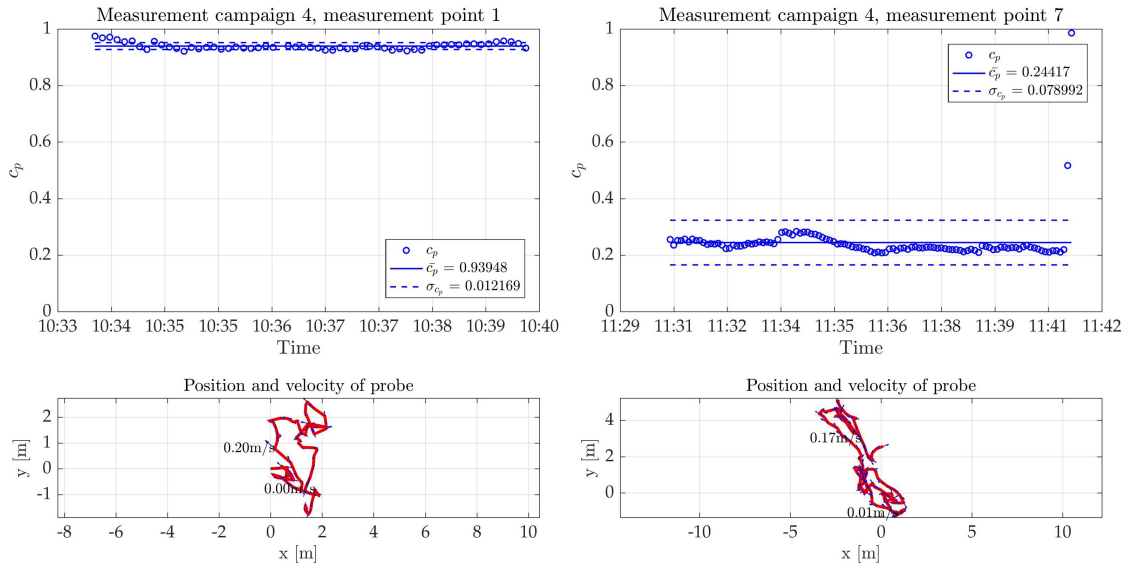 Measurement campaign 4, measurement point 1
1
0.8
0.6
0.4
0.2
0
c_p
c_p
c̄_p = 0.93948
σ_{c_p} = 0.012169
10:33 10:34 10:35 10:35 10:36 10:37 10:37 10:38 10:39 10:40
Time
Measurement campaign 4, measurement point 7
1
0.8
0.6
0.4
0.2
0
c_p
c_p
c̄_p = 0.24417
σ_{c_p} = 0.078992
11:29 11:31 11:32 11:34 11:35 11:36 11:38 11:39 11:41 11:42
Time
Position and velocity of probe
2
1
0
-1
y [m]
0.20m/s
0.00m/s
-8 -6 -4 -2 0 2 4 6 8 10
x [m]
Position and velocity of probe
4
2
0
y [m]
0.17m/s
0.01m/s
-10 -5 0 5 10
x [m]